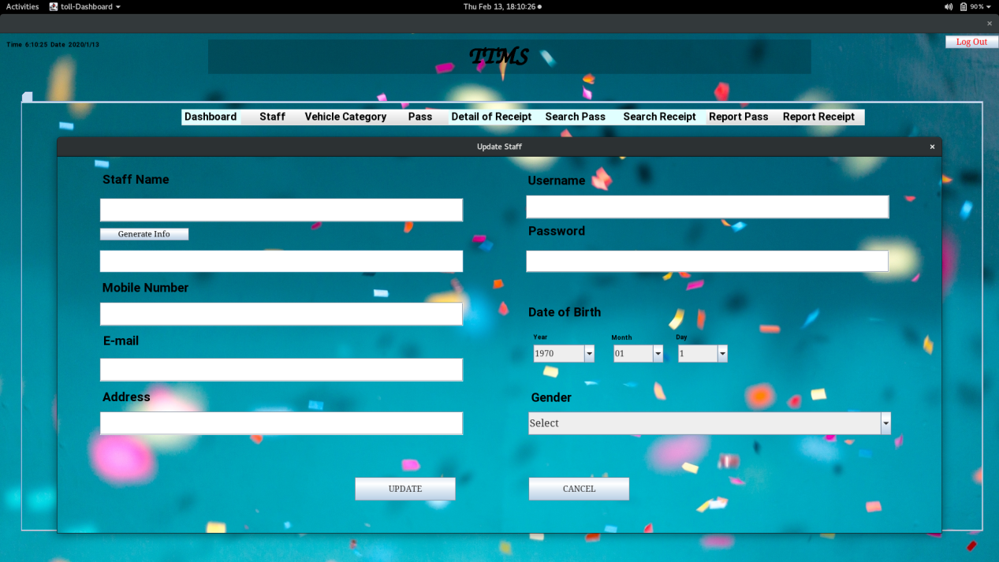 Activities toll-Dashboard Thu Feb 13, 18:10:26 90%
Time 6:10:25 Date 2020/1/13
TTMS
Log Out
Dashboard Staff Vehicle Category Pass Detail of Receipt Search Pass Search Receipt Report Pass Report Receipt
Update Staff
Staff Name
Generate Info
Mobile Number
E-mail
Address
Username
Password
Date of Birth
Year Month Day
1970 01 1
Gender
Select
UPDATE CANCEL